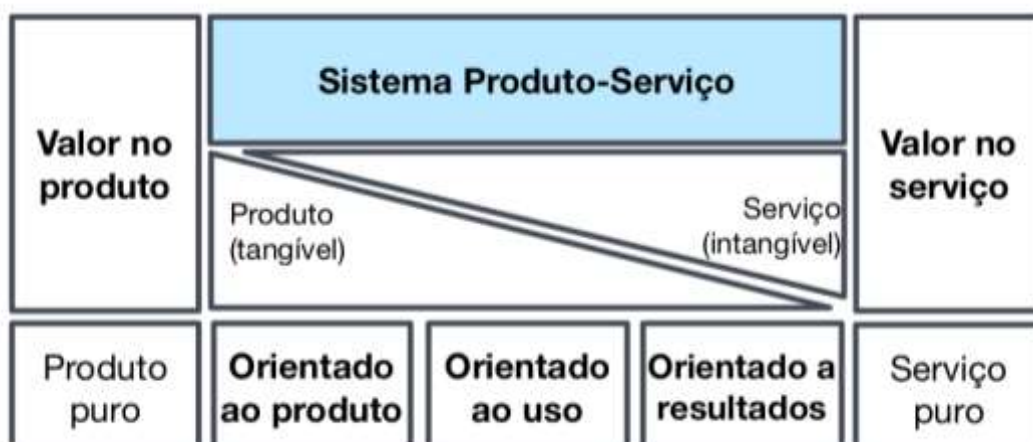 Sistema Produto-Serviço
Valor no
produto
Produto
(tangível)
Serviço
(intangível)
Valor no
serviço
Produto
puro
Orientado
ao produto
Orientado
ao uso
Orientado a
resultados
Serviço
puro